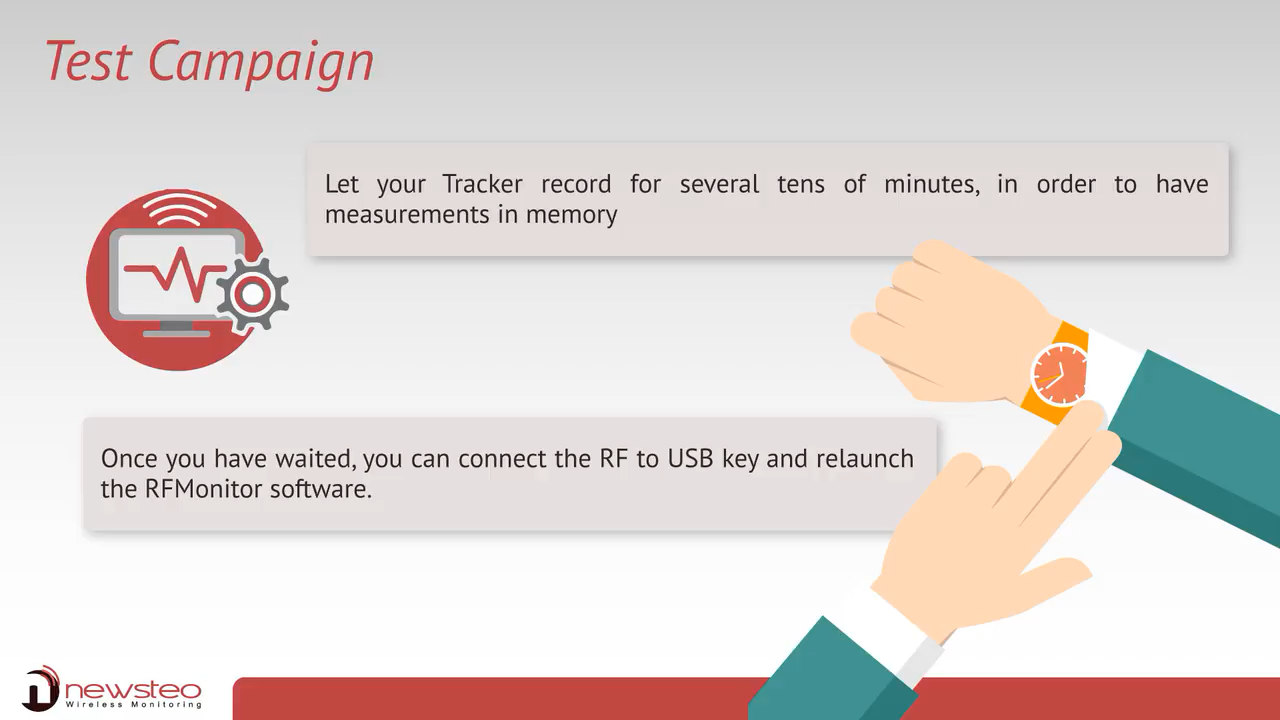 Test Campaign
Let your Tracker record for several tens of minutes, in order to have
measurements in memory
Once you have waited, you can connect the RF to USB key and relaunch
the RFMonitor software.
newsteo
Wireless Monitoring